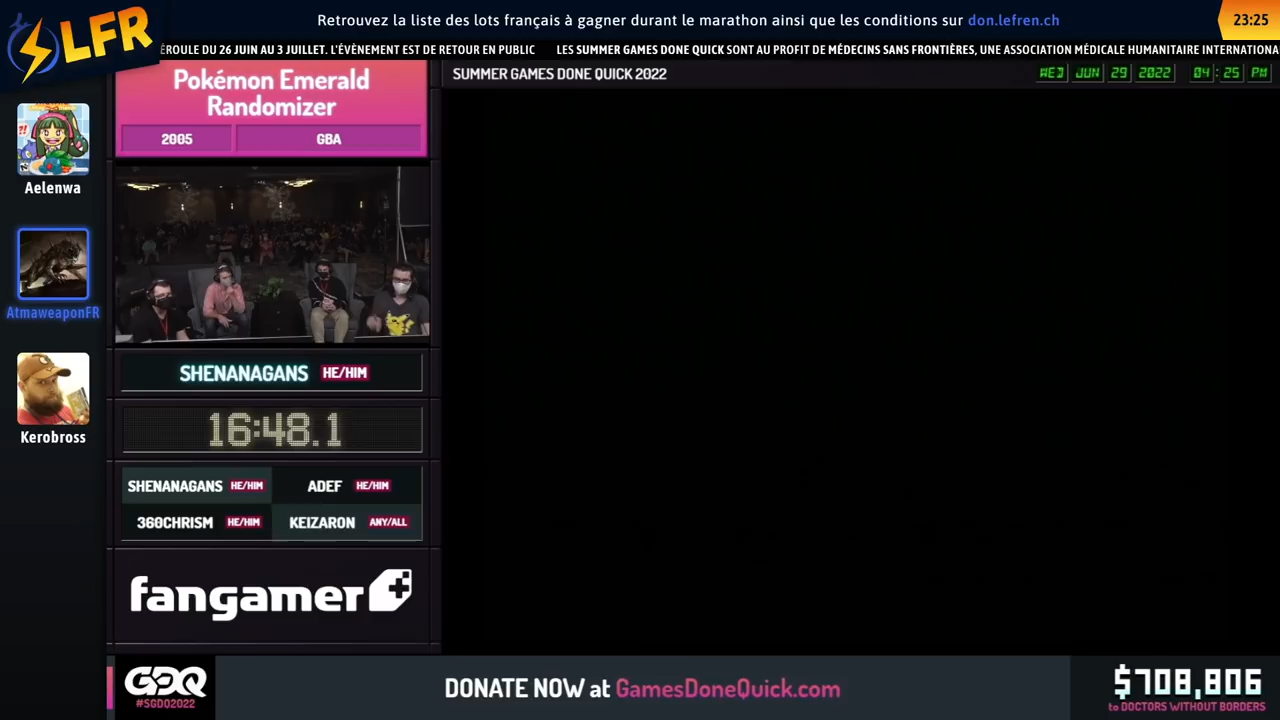 LFR
Retrouvez la liste des lots français à gagner durant le marathon ainsi que les conditions sur don.lefren.ch
23:25
ÉROULE DU 26 JUIN AU 3 JUILLET. L'ÉVÈNEMENT EST DE RETOUR EN PUBLIC
LES SUMMER GAMES DONE QUICK SONT AU PROFIT DE MÉDECINS SANS FRONTIÈRES, UNE ASSOCIATION MÉDICALE HUMANITAIRE INTERNATIONA
Pokémon Emerald
Randomizer
2005
GBA
SUMMER GAMES DONE QUICK 2022
WED JUN 29 2022 04:25 PM
?!
Aelenwa
AtmaweaponFR
Kerobross
SHENANAGANS HE/HIM
16:48.1
SHENANAGANS HE/HIM
ADEF HE/HIM
360CHRISM HE/HIM
KEIZARON ANY/ALL
fangamer
GDQ
#SGDQ2022
DONATE NOW at GamesDoneQuick.com
$708,806
to DOCTORS WITHOUT BORDERS